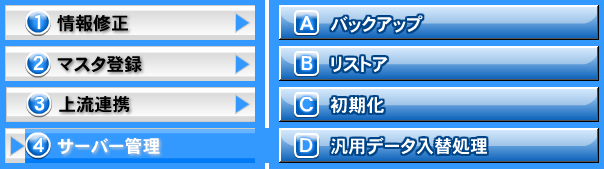 ① 情報修正
② マスタ登録
③ 上流連携
④ サーバー管理
A バックアップ
B リストア
C 初期化
D 汎用データ入替処理